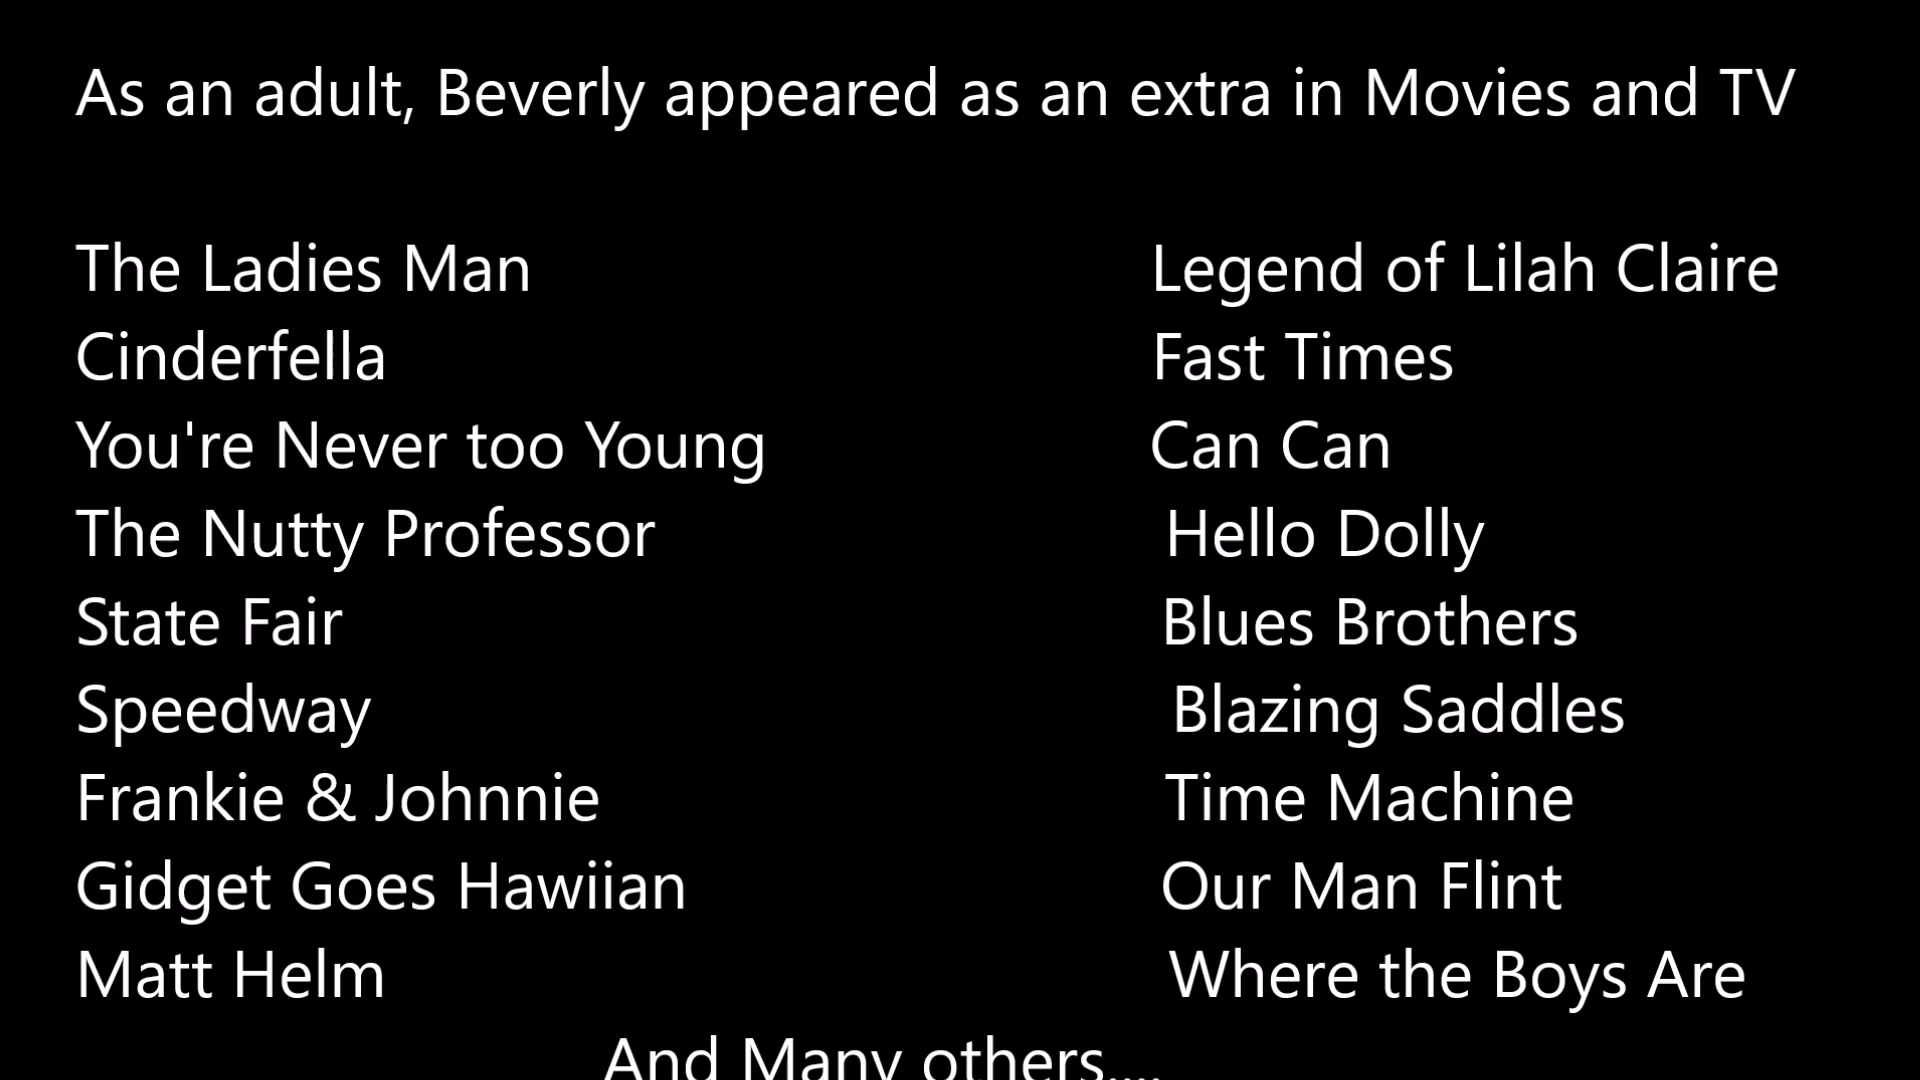 As an adult, Beverly appeared as an extra in Movies and TV
The Ladies Man Legend of Lilah Claire
Cinderfella Fast Times
You're Never too Young Can Can
The Nutty Professor Hello Dolly
State Fair Blues Brothers
Speedway Blazing Saddles
Frankie & Johnnie Time Machine
Gidget Goes Hawiian Our Man Flint
Matt Helm Where the Boys Are
And Many others....